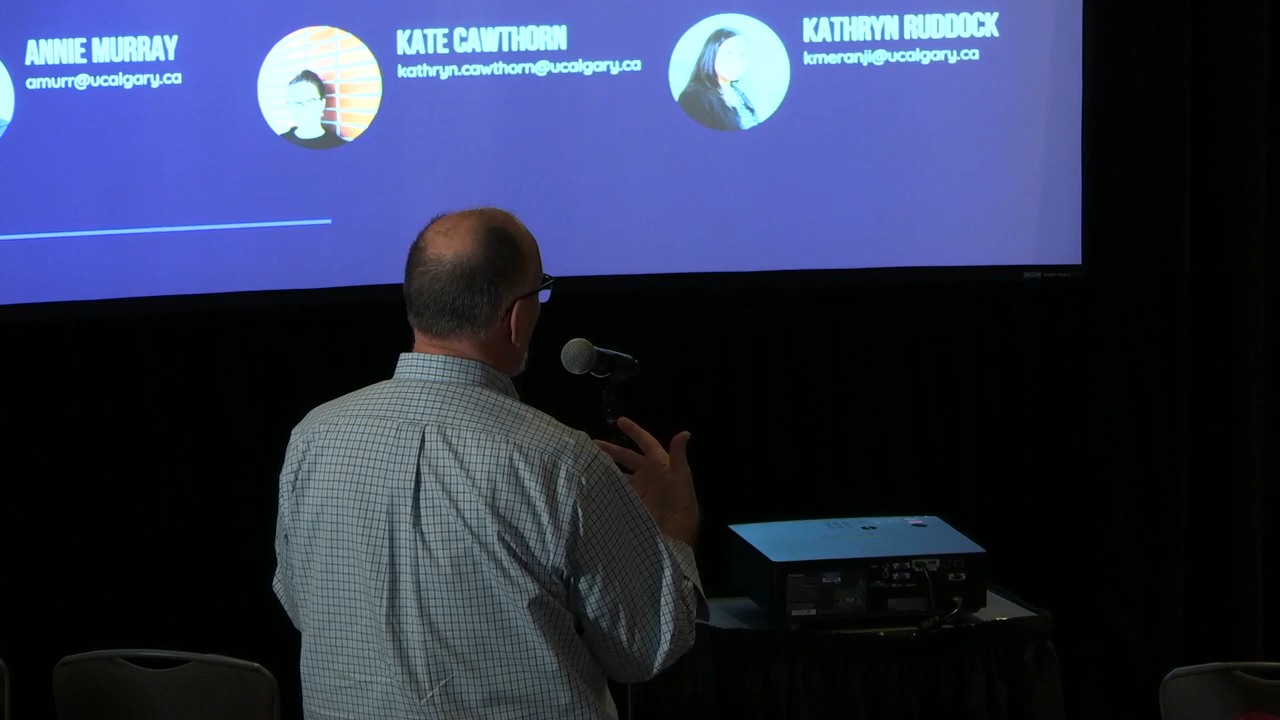 ANNIE MURRAY
amurr@ucalgary.ca
KATE CAWTHORN
kathryn.cawthorn@ucalgary.ca
KATHRYN RUDDOCK
kmeranji@ucalgary.ca